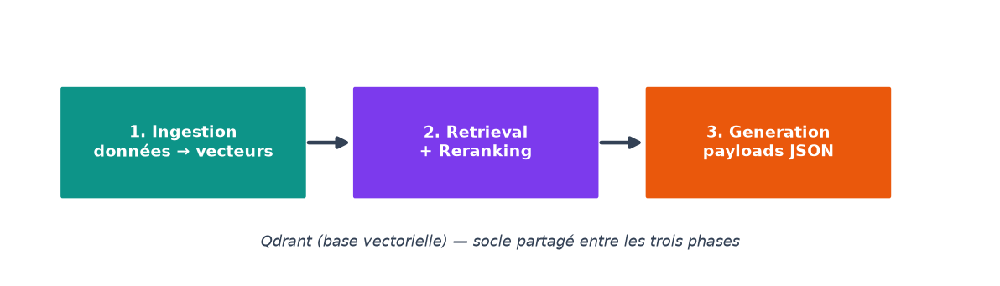 1. Ingestion
données → vecteurs
2. Retrieval
+ Reranking
3. Generation
payloads JSON
Qdrant (base vectorielle) — socle partagé entre les trois phases